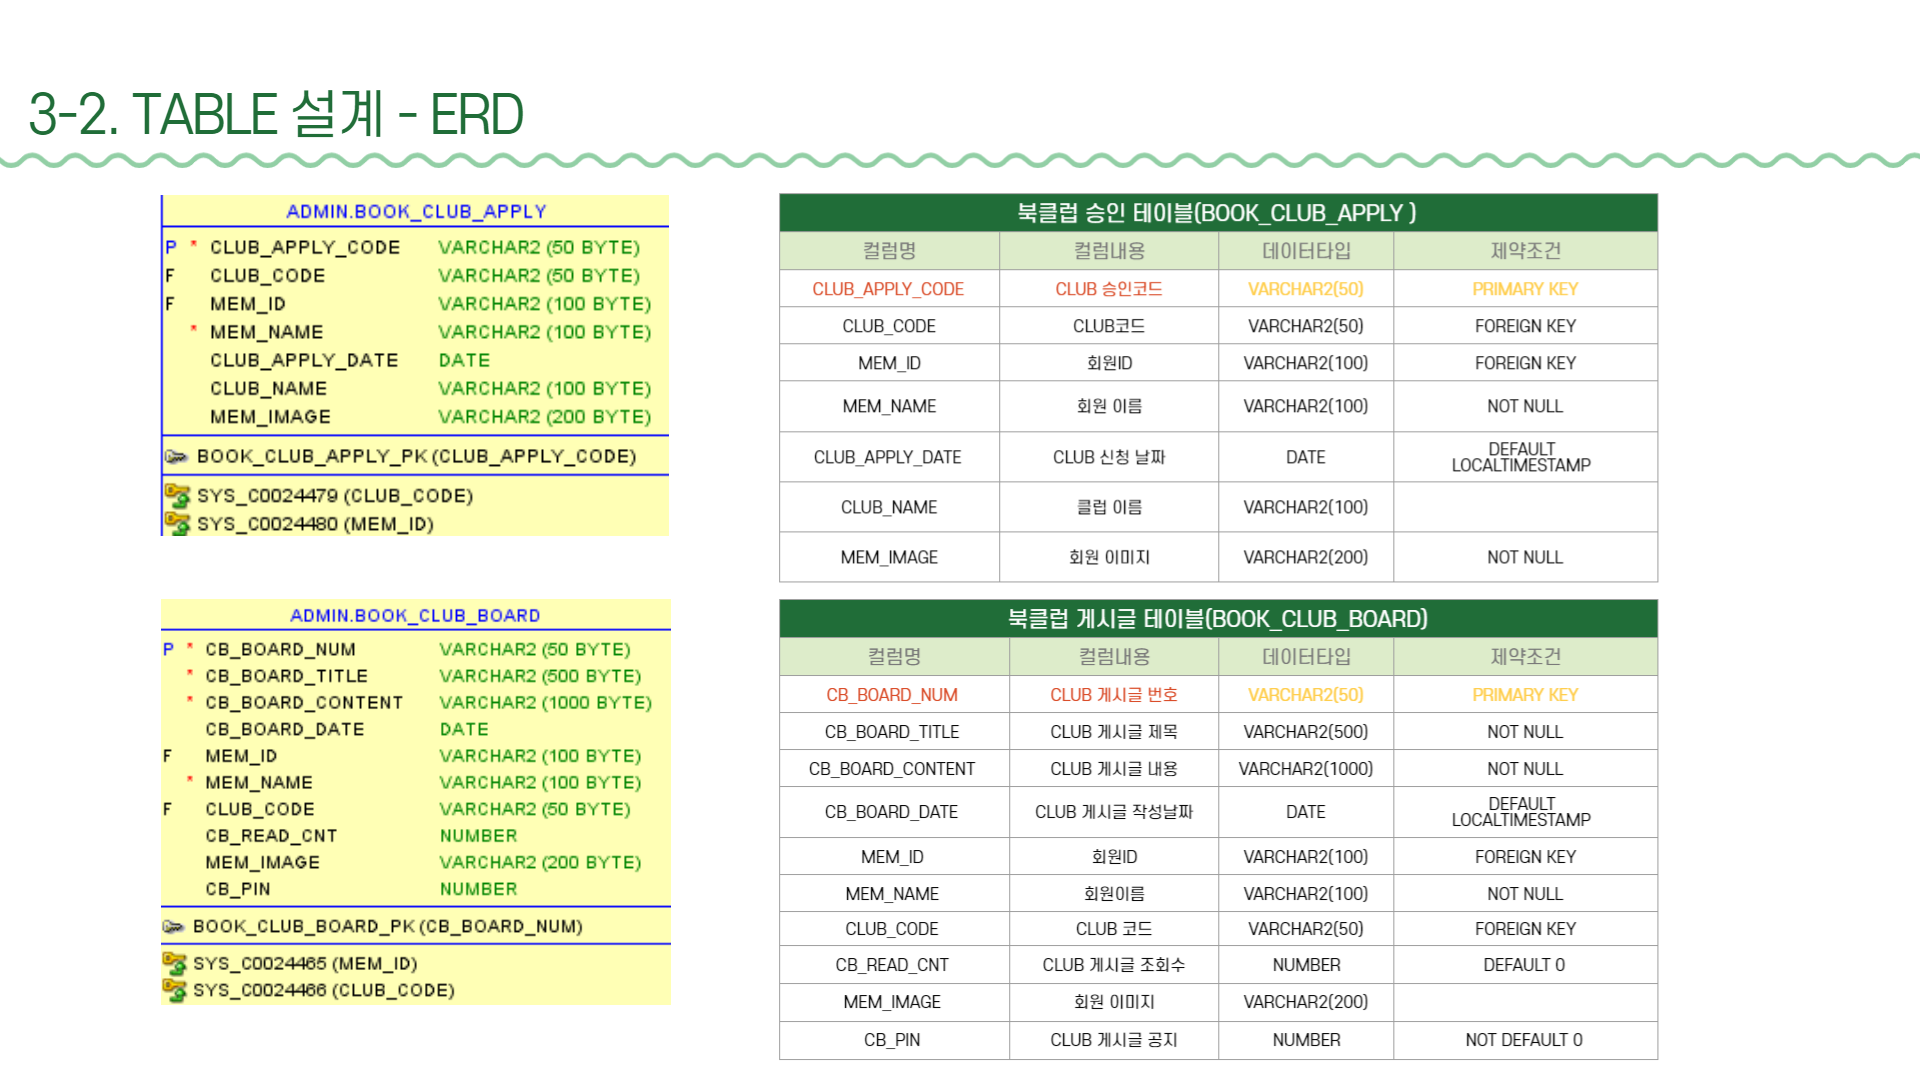 3-2. TABLE 설계 - ERD
ADMIN.BOOK_CLUB_APPLY
P * CLUB_APPLY_CODE VARCHAR2 (50 BYTE)
F CLUB_CODE VARCHAR2 (50 BYTE)
F MEM_ID VARCHAR2 (100 BYTE)
* MEM_NAME VARCHAR2 (100 BYTE)
CLUB_APPLY_DATE DATE
CLUB_NAME VARCHAR2 (100 BYTE)
MEM_IMAGE VARCHAR2 (200 BYTE)
BOOK_CLUB_APPLY_PK (CLUB_APPLY_CODE)
SYS_C0024479 (CLUB_CODE)
SYS_C0024480 (MEM_ID)
북클럽 승인 테이블(BOOK_CLUB_APPLY )
컬럼명 컬럼내용 데이터타입 제약조건
CLUB_APPLY_CODE CLUB 승인코드 VARCHAR2(50) PRIMARY KEY
CLUB_CODE CLUB코드 VARCHAR2(50) FOREIGN KEY
MEM_ID 회원ID VARCHAR2(100) FOREIGN KEY
MEM_NAME 회원 이름 VARCHAR2(100) NOT NULL
CLUB_APPLY_DATE CLUB 신청 날짜 DATE DEFAULT
LOCALTIMESTAMP
CLUB_NAME 클럽 이름 VARCHAR2(100)
MEM_IMAGE 회원 이미지 VARCHAR2(200) NOT NULL
ADMIN.BOOK_CLUB_BOARD
P * CB_BOARD_NUM VARCHAR2 (50 BYTE)
* CB_BOARD_TITLE VARCHAR2 (500 BYTE)
* CB_BOARD_CONTENT VARCHAR2 (1000 BYTE)
CB_BOARD_DATE DATE
F MEM_ID VARCHAR2 (100 BYTE)
* MEM_NAME VARCHAR2 (100 BYTE)
F CLUB_CODE VARCHAR2 (50 BYTE)
CB_READ_CNT NUMBER
MEM_IMAGE VARCHAR2 (200 BYTE)
CB_PIN NUMBER
BOOK_CLUB_BOARD_PK (CB_BOARD_NUM)
SYS_C0024465 (MEM_ID)
SYS_C0024466 (CLUB_CODE)
북클럽 게시글 테이블(BOOK_CLUB_BOARD)
컬럼명 컬럼내용 데이터타입 제약조건
CB_BOARD_NUM CLUB 게시글 번호 VARCHAR2(50) PRIMARY KEY
CB_BOARD_TITLE CLUB 게시글 제목 VARCHAR2(500) NOT NULL
CB_BOARD_CONTENT CLUB 게시글 내용 VARCHAR2(1000) NOT NULL
CB_BOARD_DATE CLUB 게시글 작성날짜 DATE DEFAULT
LOCALTIMESTAMP
MEM_ID 회원ID VARCHAR2(100) FOREIGN KEY
MEM_NAME 회원이름 VARCHAR2(100) NOT NULL
CLUB_CODE CLUB 코드 VARCHAR2(50) FOREIGN KEY
CB_READ_CNT CLUB 게시글 조회수 NUMBER DEFAULT 0
MEM_IMAGE 회원 이미지 VARCHAR2(200)
CB_PIN CLUB 게시글 공지 NUMBER NOT DEFAULT 0